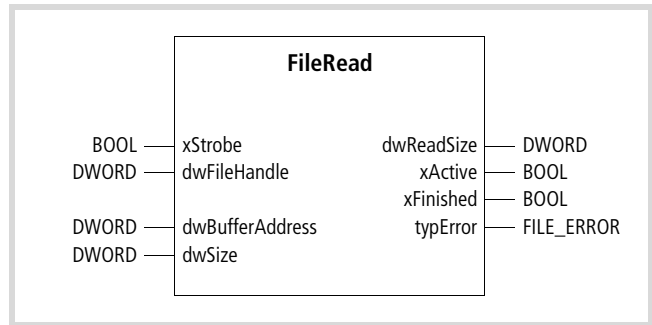 FileRead
BOOL xStrobe dwReadSize DWORD
DWORD dwFileHandle xActive BOOL
xFinished BOOL
DWORD dwBufferAddress typError FILE_ERROR
DWORD dwSize